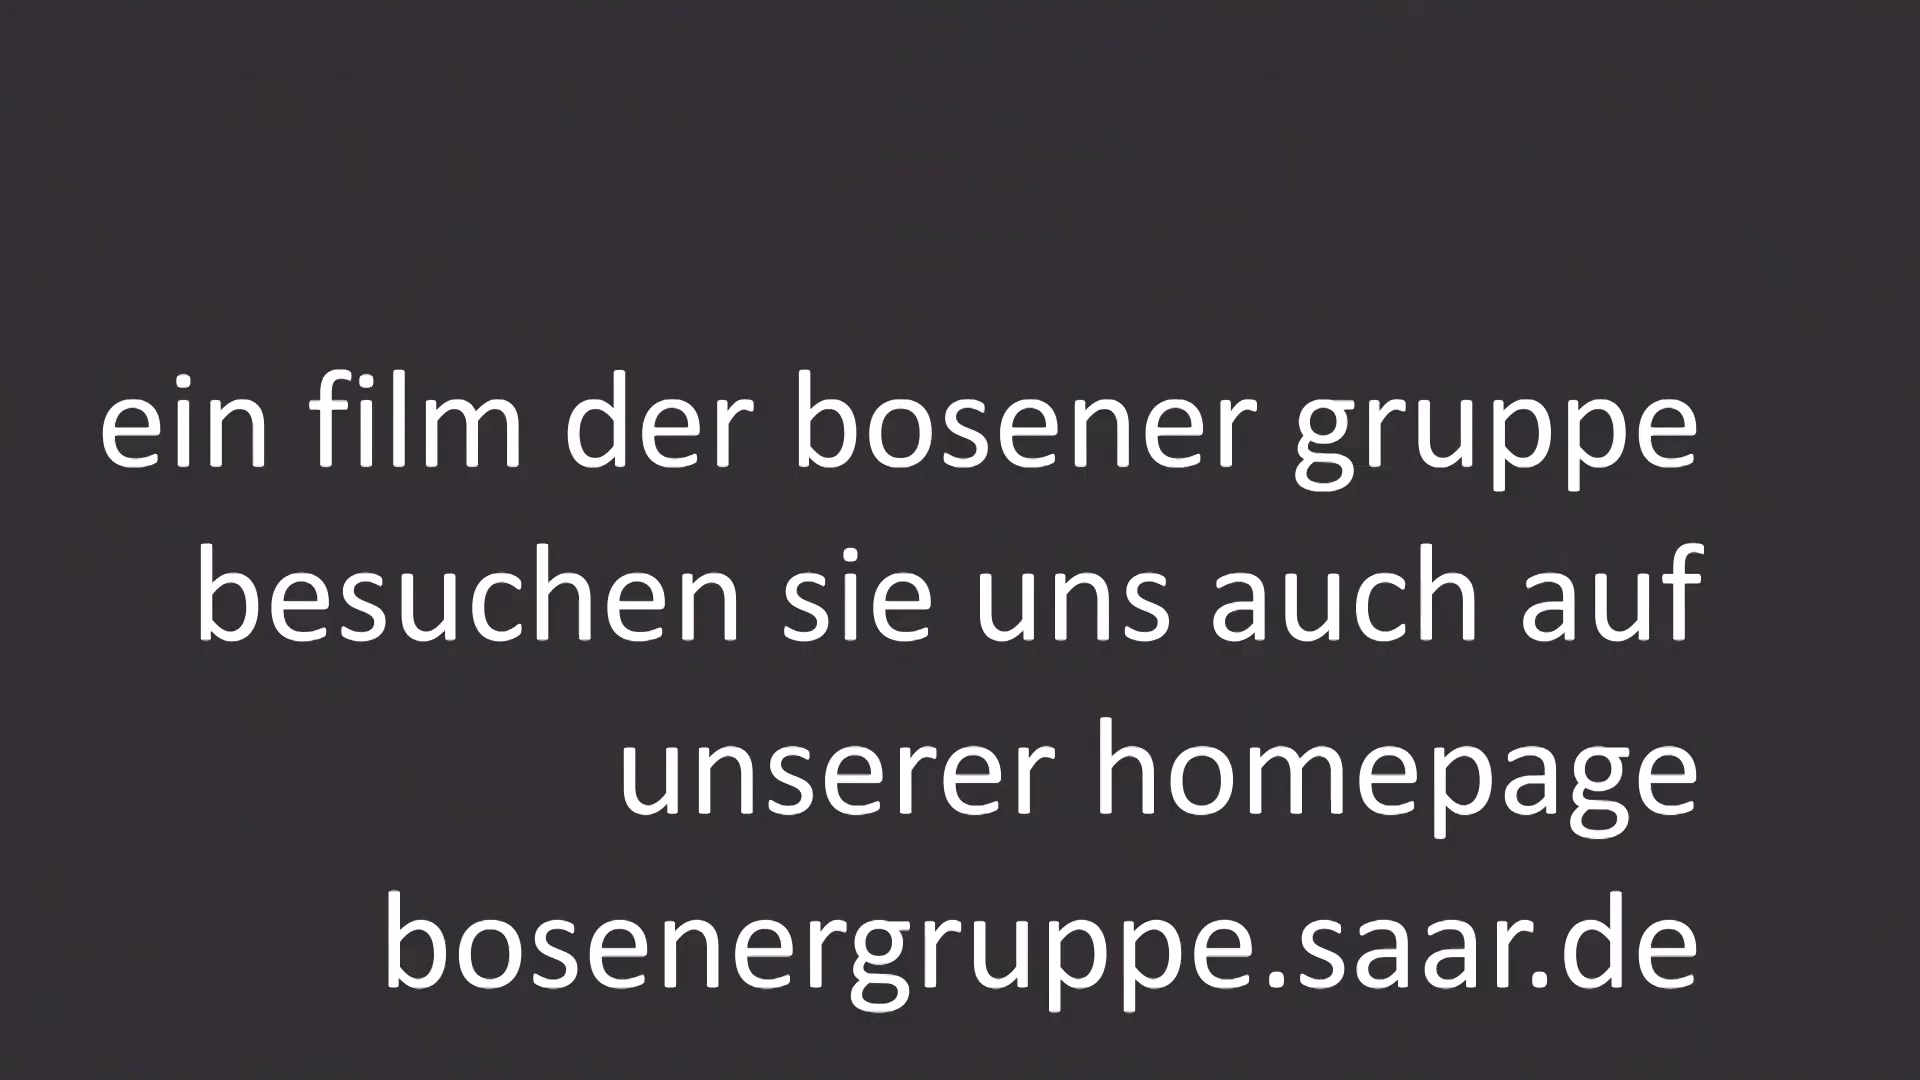 ein film der bosener gruppe
besuchen sie uns auch auf
unserer homepage
bosenergruppe.saar.de